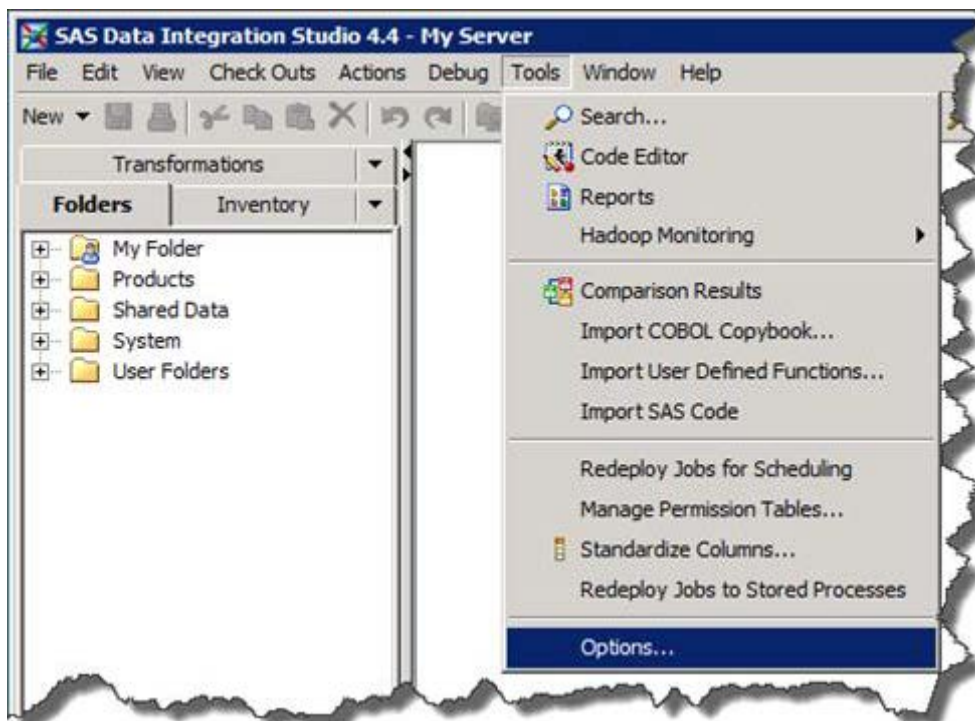 SAS Data Integration Studio 4.4 - My Server
File Edit View Check Outs Actions Debug Tools Window Help
New
Transformations
Folders Inventory
My Folder
Products
Shared Data
System
User Folders
Search...
Code Editor
Reports
Hadoop Monitoring
Comparison Results
Import COBOL Copybook...
Import User Defined Functions...
Import SAS Code
Redeploy Jobs for Scheduling
Manage Permission Tables...
Standardize Columns...
Redeploy Jobs to Stored Processes
Options...